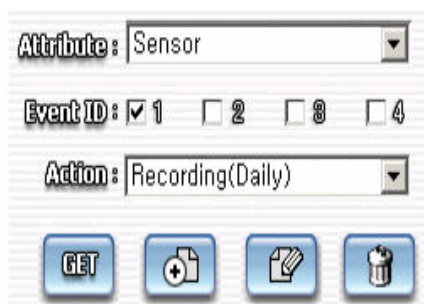 Attribute : Sensor
Event ID : 1 2 3 4
Action : Recording(Daily)
GET